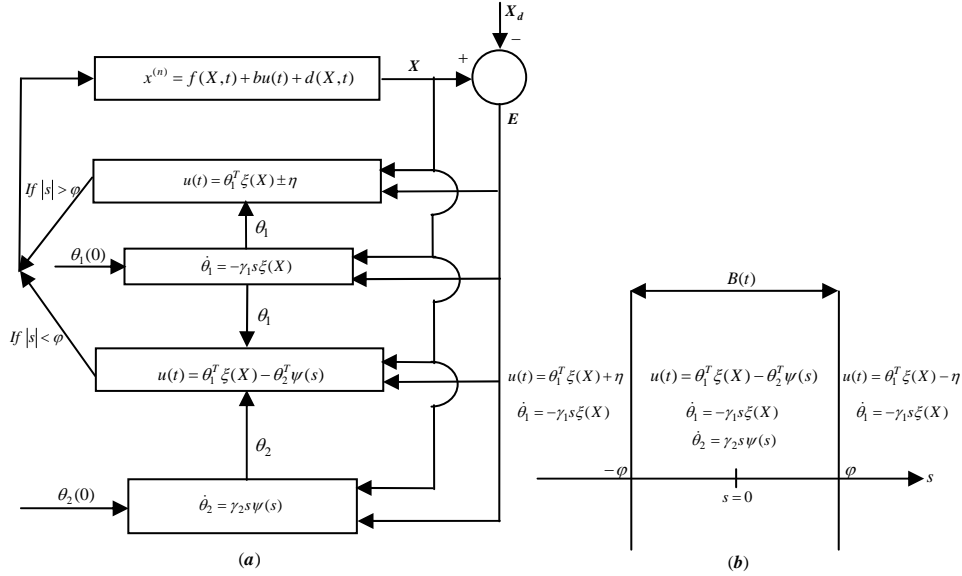 X_d
−
+
X
x^{(n)} = f(X,t) + bu(t) + d(X,t)
E
u(t) = θ_1^T ξ(X) ± η
If |s| > φ
θ_1
θ_1(0)
θ̇_1 = −γ_1 s ξ(X)
θ_1
If |s| < φ
u(t) = θ_1^T ξ(X) − θ_2^T ψ(s)
θ_2
θ_2(0)
θ̇_2 = γ_2 s ψ(s)
(a)
B(t)
u(t) = θ_1^T ξ(X) + η
θ̇_1 = −γ_1 s ξ(X)
u(t) = θ_1^T ξ(X) − θ_2^T ψ(s)
θ̇_1 = −γ_1 s ξ(X)
θ̇_2 = γ_2 s ψ(s)
u(t) = θ_1^T ξ(X) − η
θ̇_1 = −γ_1 s ξ(X)
−φ
φ
s
s = 0
(b)